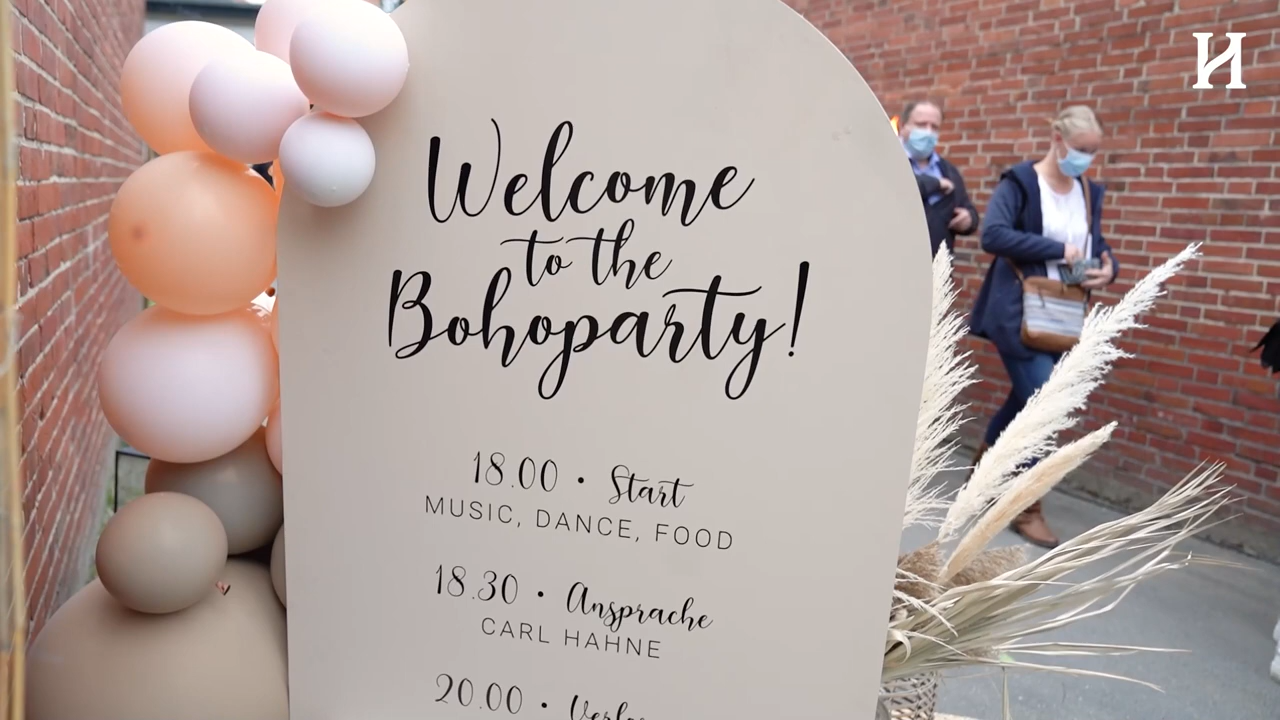 Welcome
to the
Bohoparty!
18.00 • Start
MUSIC, DANCE, FOOD
18.30 • Ansprache
CARL HAHNE
20.00 •